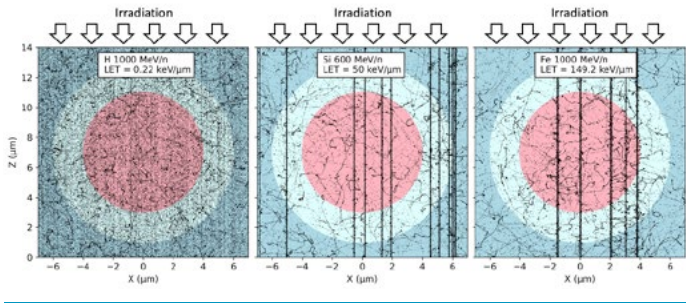 Irradiation Irradiation Irradiation
H 1000 MeV/n
LET = 0.22 keV/μm
Si 600 MeV/n
LET = 50 keV/μm
Fe 1000 MeV/n
LET = 149.2 keV/μm
14
12
10
8
6
4
2
0
Z (μm)
−6 −4 −2 0 2 4 6
−6 −4 −2 0 2 4 6
−6 −4 −2 0 2 4 6
X (μm) X (μm) X (μm)